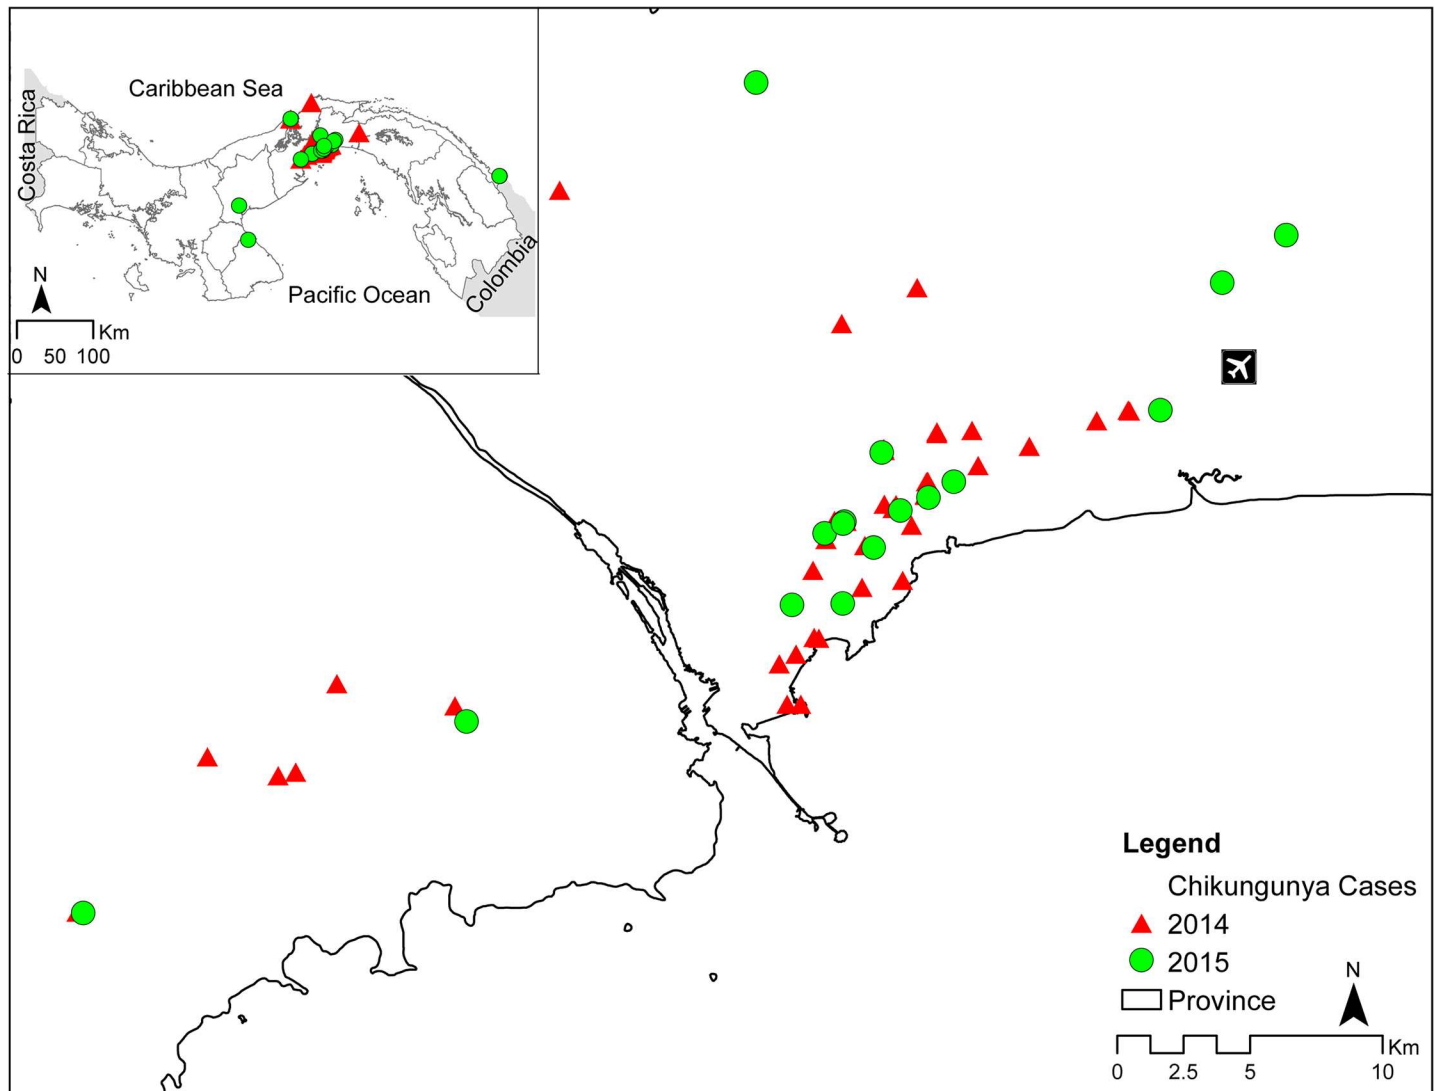 Caribbean Sea
Costa Rica
Pacific Ocean
Colombia
N
Km
0 50 100
Legend
Chikungunya Cases
2014
2015
Province
N
Km
0 2.5 5 10